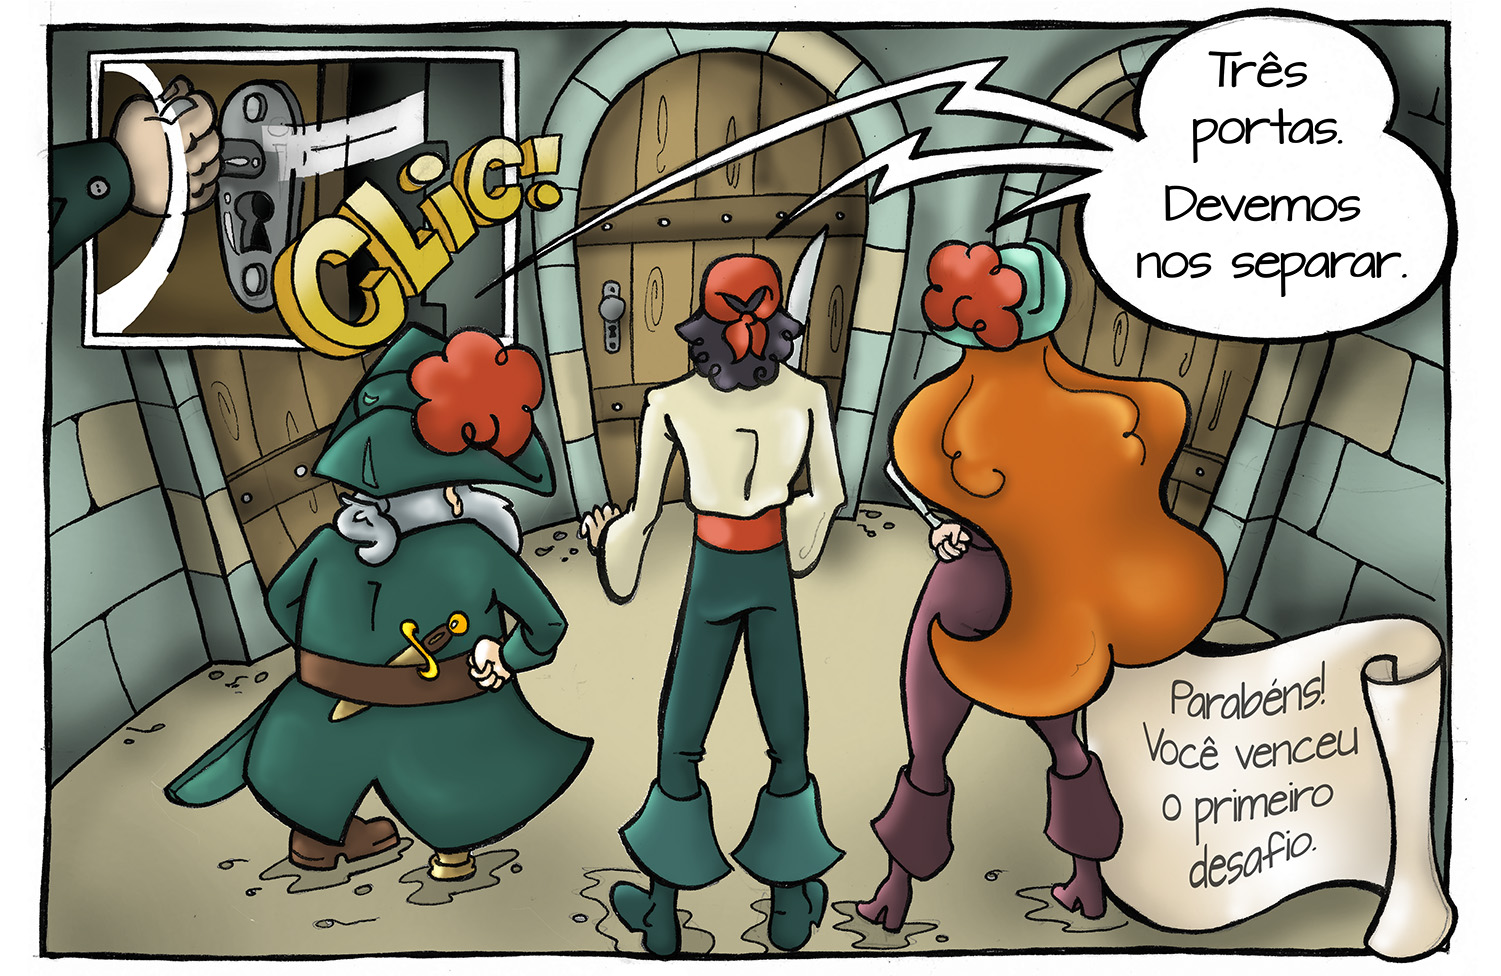 CLIC!
Três
portas.
Devemos
nos separar.
Parabéns!
Você venceu
o primeiro
desafio.